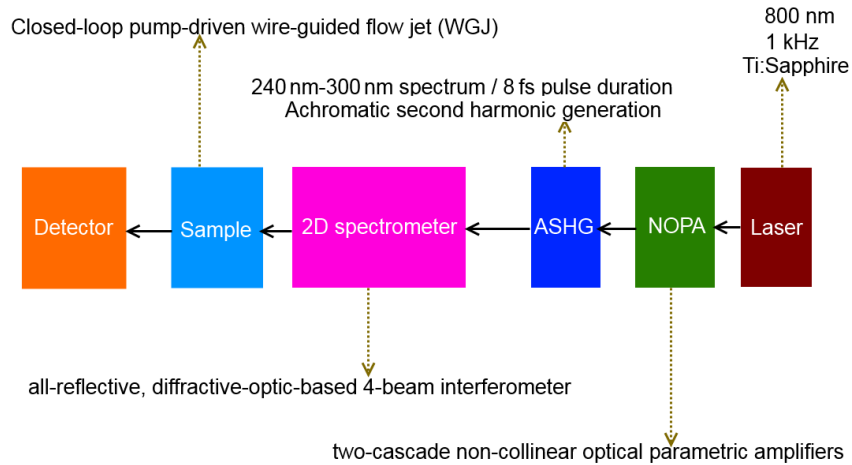 Closed-loop pump-driven wire-guided flow jet (WGJ)
800 nm
1 kHz
Ti:Sapphire
240 nm-300 nm spectrum / 8 fs pulse duration
Achromatic second harmonic generation
Detector
Sample
2D spectrometer
ASHG
NOPA
Laser
all-reflective, diffractive-optic-based 4-beam interferometer
two-cascade non-collinear optical parametric amplifiers